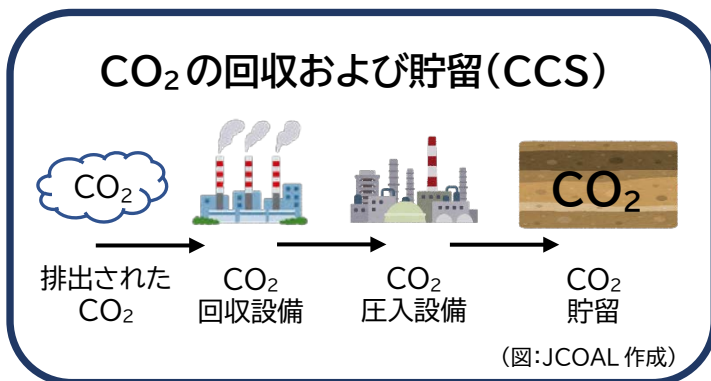 CO₂の回収および貯留(CCS)
CO₂
CO₂
排出された
CO₂
CO₂
回収設備
CO₂
圧入設備
CO₂
貯留
(図:JCOAL 作成)